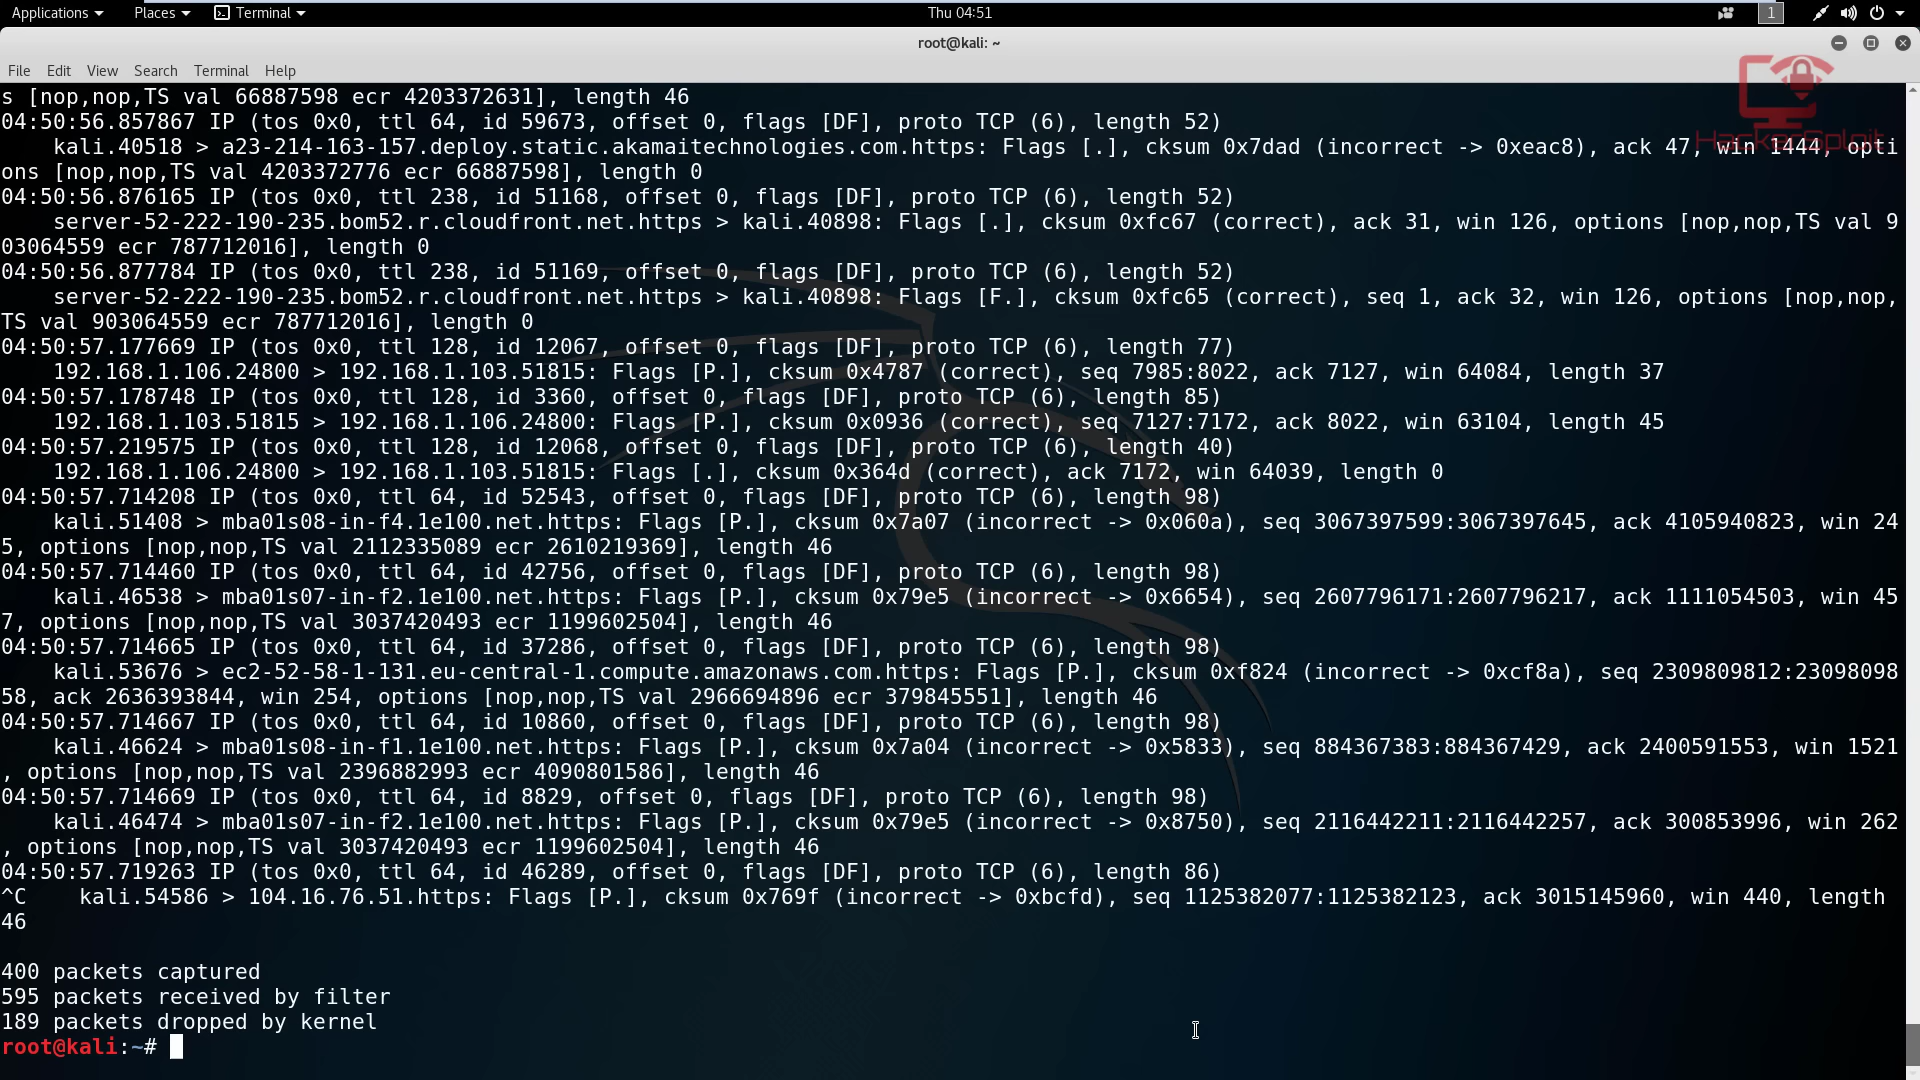 Applications Places Terminal Thu 04:51 1
root@kali: ~
File Edit View Search Terminal Help
HackerSploit
s [nop,nop,TS val 66887598 ecr 4203372631], length 46
04:50:56.857867 IP (tos 0x0, ttl 64, id 59673, offset 0, flags [DF], proto TCP (6), length 52)
    kali.40518 > a23-214-163-157.deploy.static.akamaitechnologies.com.https: Flags [.], cksum 0x7dad (incorrect -> 0xeac8), ack 47, win 1444, opti
ons [nop,nop,TS val 4203372776 ecr 66887598], length 0
04:50:56.876165 IP (tos 0x0, ttl 238, id 51168, offset 0, flags [DF], proto TCP (6), length 52)
    server-52-222-190-235.bom52.r.cloudfront.net.https > kali.40898: Flags [.], cksum 0xfc67 (correct), ack 31, win 126, options [nop,nop,TS val 9
03064559 ecr 787712016], length 0
04:50:56.877784 IP (tos 0x0, ttl 238, id 51169, offset 0, flags [DF], proto TCP (6), length 52)
    server-52-222-190-235.bom52.r.cloudfront.net.https > kali.40898: Flags [F.], cksum 0xfc65 (correct), seq 1, ack 32, win 126, options [nop,nop,
TS val 903064559 ecr 787712016], length 0
04:50:57.177669 IP (tos 0x0, ttl 128, id 12067, offset 0, flags [DF], proto TCP (6), length 77)
    192.168.1.106.24800 > 192.168.1.103.51815: Flags [P.], cksum 0x4787 (correct), seq 7985:8022, ack 7127, win 64084, length 37
04:50:57.178748 IP (tos 0x0, ttl 128, id 3360, offset 0, flags [DF], proto TCP (6), length 85)
    192.168.1.103.51815 > 192.168.1.106.24800: Flags [P.], cksum 0x0936 (correct), seq 7127:7172, ack 8022, win 63104, length 45
04:50:57.219575 IP (tos 0x0, ttl 128, id 12068, offset 0, flags [DF], proto TCP (6), length 40)
    192.168.1.106.24800 > 192.168.1.103.51815: Flags [.], cksum 0x364d (correct), ack 7172, win 64039, length 0
04:50:57.714208 IP (tos 0x0, ttl 64, id 52543, offset 0, flags [DF], proto TCP (6), length 98)
    kali.51408 > mba01s08-in-f4.1e100.net.https: Flags [P.], cksum 0x7a07 (incorrect -> 0x060a), seq 3067397599:3067397645, ack 4105940823, win 24
5, options [nop,nop,TS val 2112335089 ecr 2610219369], length 46
04:50:57.714460 IP (tos 0x0, ttl 64, id 42756, offset 0, flags [DF], proto TCP (6), length 98)
    kali.46538 > mba01s07-in-f2.1e100.net.https: Flags [P.], cksum 0x79e5 (incorrect -> 0x6654), seq 2607796171:2607796217, ack 1111054503, win 45
7, options [nop,nop,TS val 3037420493 ecr 1199602504], length 46
04:50:57.714665 IP (tos 0x0, ttl 64, id 37286, offset 0, flags [DF], proto TCP (6), length 98)
    kali.53676 > ec2-52-58-1-131.eu-central-1.compute.amazonaws.com.https: Flags [P.], cksum 0xf824 (incorrect -> 0xcf8a), seq 2309809812:23098098
58, ack 2636393844, win 254, options [nop,nop,TS val 2966694896 ecr 379845551], length 46
04:50:57.714667 IP (tos 0x0, ttl 64, id 10860, offset 0, flags [DF], proto TCP (6), length 98)
    kali.46624 > mba01s08-in-f1.1e100.net.https: Flags [P.], cksum 0x7a04 (incorrect -> 0x5833), seq 884367383:884367429, ack 2400591553, win 1521
, options [nop,nop,TS val 2396882993 ecr 4090801586], length 46
04:50:57.714669 IP (tos 0x0, ttl 64, id 8829, offset 0, flags [DF], proto TCP (6), length 98)
    kali.46474 > mba01s07-in-f2.1e100.net.https: Flags [P.], cksum 0x79e5 (incorrect -> 0x8750), seq 2116442211:2116442257, ack 300853996, win 262
, options [nop,nop,TS val 3037420493 ecr 1199602504], length 46
04:50:57.719263 IP (tos 0x0, ttl 64, id 46289, offset 0, flags [DF], proto TCP (6), length 86)
^C    kali.54586 > 104.16.76.51.https: Flags [P.], cksum 0x769f (incorrect -> 0xbcfd), seq 1125382077:1125382123, ack 3015145960, win 440, length
46
400 packets captured
595 packets received by filter
189 packets dropped by kernel
root@kali:~#